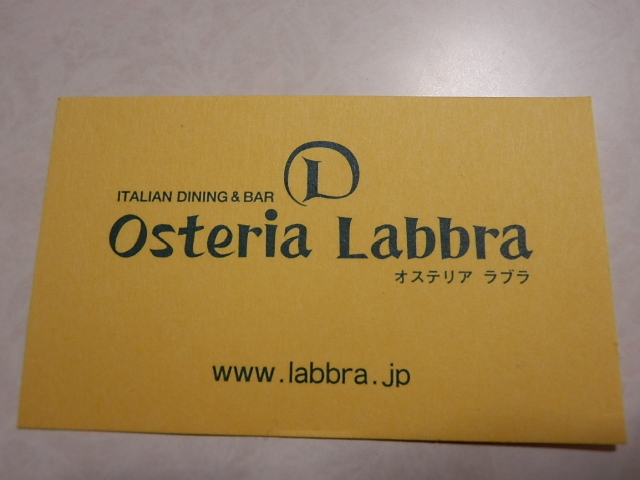 L
ITALIAN DINING & BAR
Osteria Labbra
オステリア ラブラ
www.labbra.jp